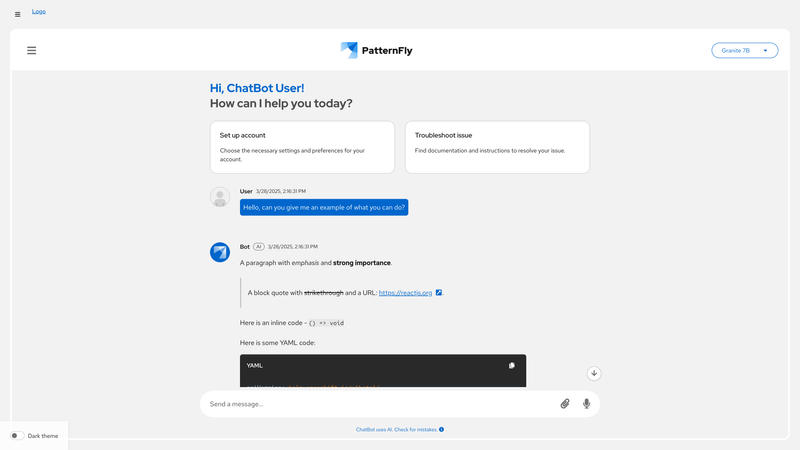 Logo
PatternFly
Granite 7B
Hi, ChatBot User!
How can I help you today?
Set up account
Choose the necessary settings and preferences for your
account.
Troubleshoot issue
Find documentation and instructions to resolve your issue.
User 3/28/2025, 2:16:31 PM
Hello, can you give me an example of what you can do?
Bot AI 3/28/2025, 2:16:31 PM
A paragraph with emphasis and strong importance.
A block quote with strikethrough and a URL: https://reactjs.org .
Here is an inline code - () => void
Here is some YAML code:
YAML
Send a message...
ChatBot uses AI. Check for mistakes.
Dark theme